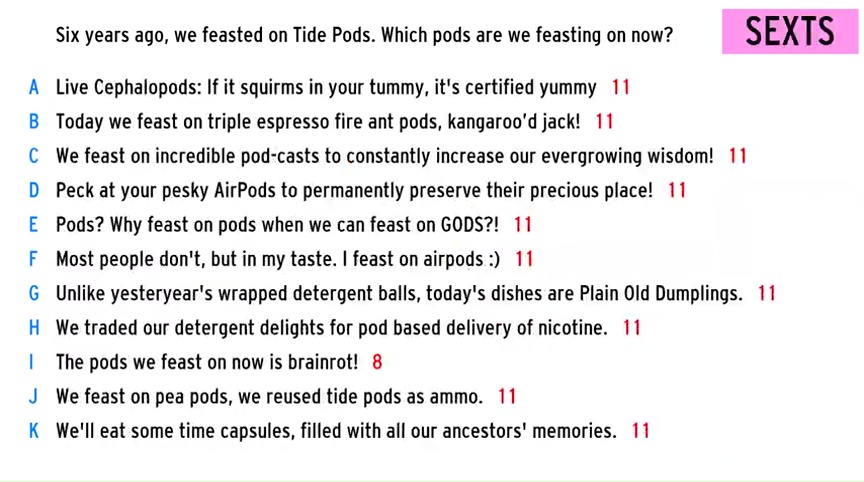 Six years ago, we feasted on Tide Pods. Which pods are we feasting on now?
SEXTS
A Live Cephalopods: If it squirms in your tummy, it's certified yummy 11
B Today we feast on triple espresso fire ant pods, kangaroo'd jack! 11
C We feast on incredible pod-casts to constantly increase our evergrowing wisdom! 11
D Peck at your pesky AirPods to permanently preserve their precious place! 11
E Pods? Why feast on pods when we can feast on GODS?! 11
F Most people don't, but in my taste. I feast on airpods :) 11
G Unlike yesteryear's wrapped detergent balls, today's dishes are Plain Old Dumplings. 11
H We traded our detergent delights for pod based delivery of nicotine. 11
I The pods we feast on now is brainrot! 8
J We feast on pea pods, we reused tide pods as ammo. 11
K We'll eat some time capsules, filled with all our ancestors' memories. 11